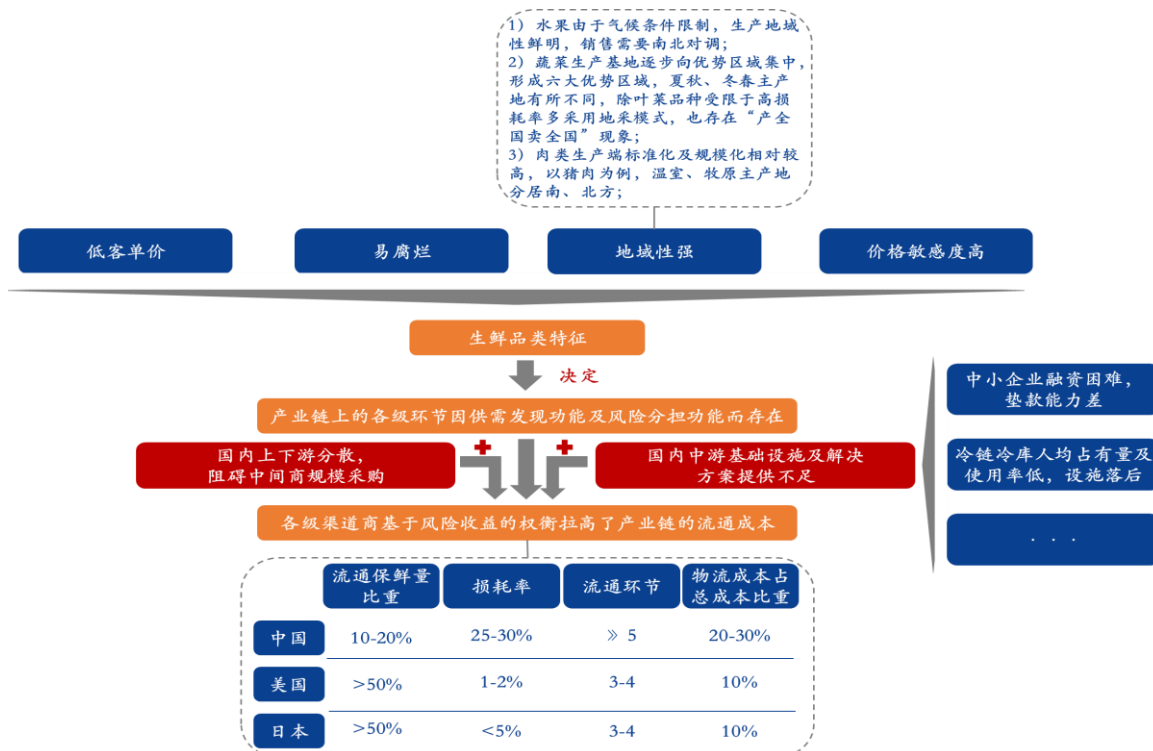 1）水果由于气候条件限制，生产地域
性鲜明，销售需要南北对调；
2）蔬菜生产基地逐步向优势区域集中，
形成六大优势区域，夏秋、冬春主产
地有所不同，除叶菜品种受限于高损
耗率多采用地采模式，也存在“产全
国卖全国”现象；
3）肉类生产端标准化及规模化相对较
高，以猪肉为例，温室、牧原主产地
分居南、北方；
低客单价
易腐烂
地域性强
价格敏感度高
生鲜品类特征
决定
产业链上的各级环节因供需发现功能及风险分担功能而存在
国内上下游分散，
阻碍中间商规模采购
国内中游基础设施及解决
方案提供不足
中小企业融资困难，
垫款能力差
冷链冷库人均占有量及
使用率低，设施落后
. . .
各级渠道商基于风险收益的权衡拉高了产业链的流通成本
流通保鲜量
比重
损耗率
流通环节
物流成本占
总成本比重
中国
10-20%
25-30%
》5
20-30%
美国
>50%
1-2%
3-4
10%
日本
>50%
<5%
3-4
10%